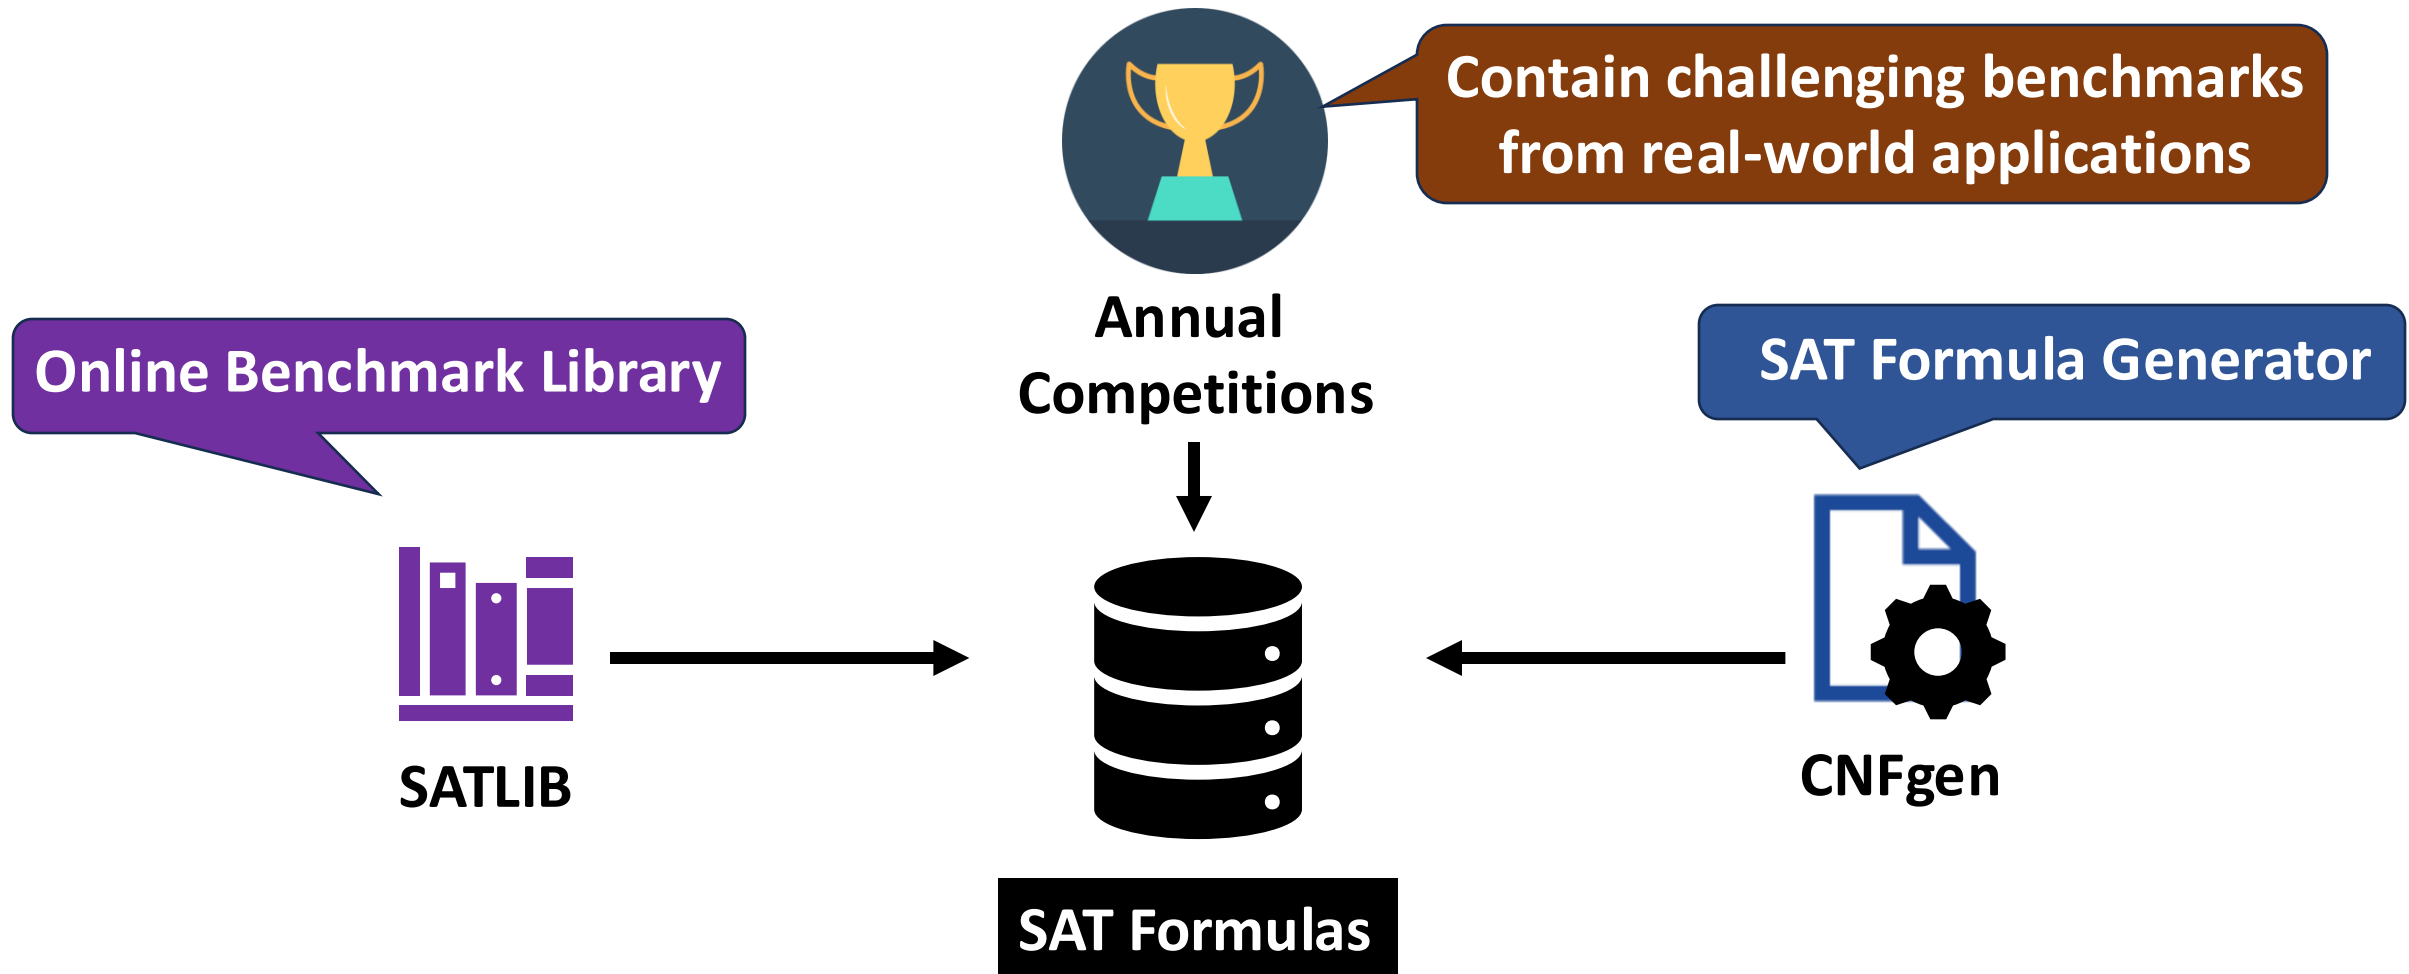 Contain challenging benchmarks
from real-world applications
Annual
Competitions
Online Benchmark Library
SAT Formula Generator
SATLIB
CNFgen
SAT Formulas